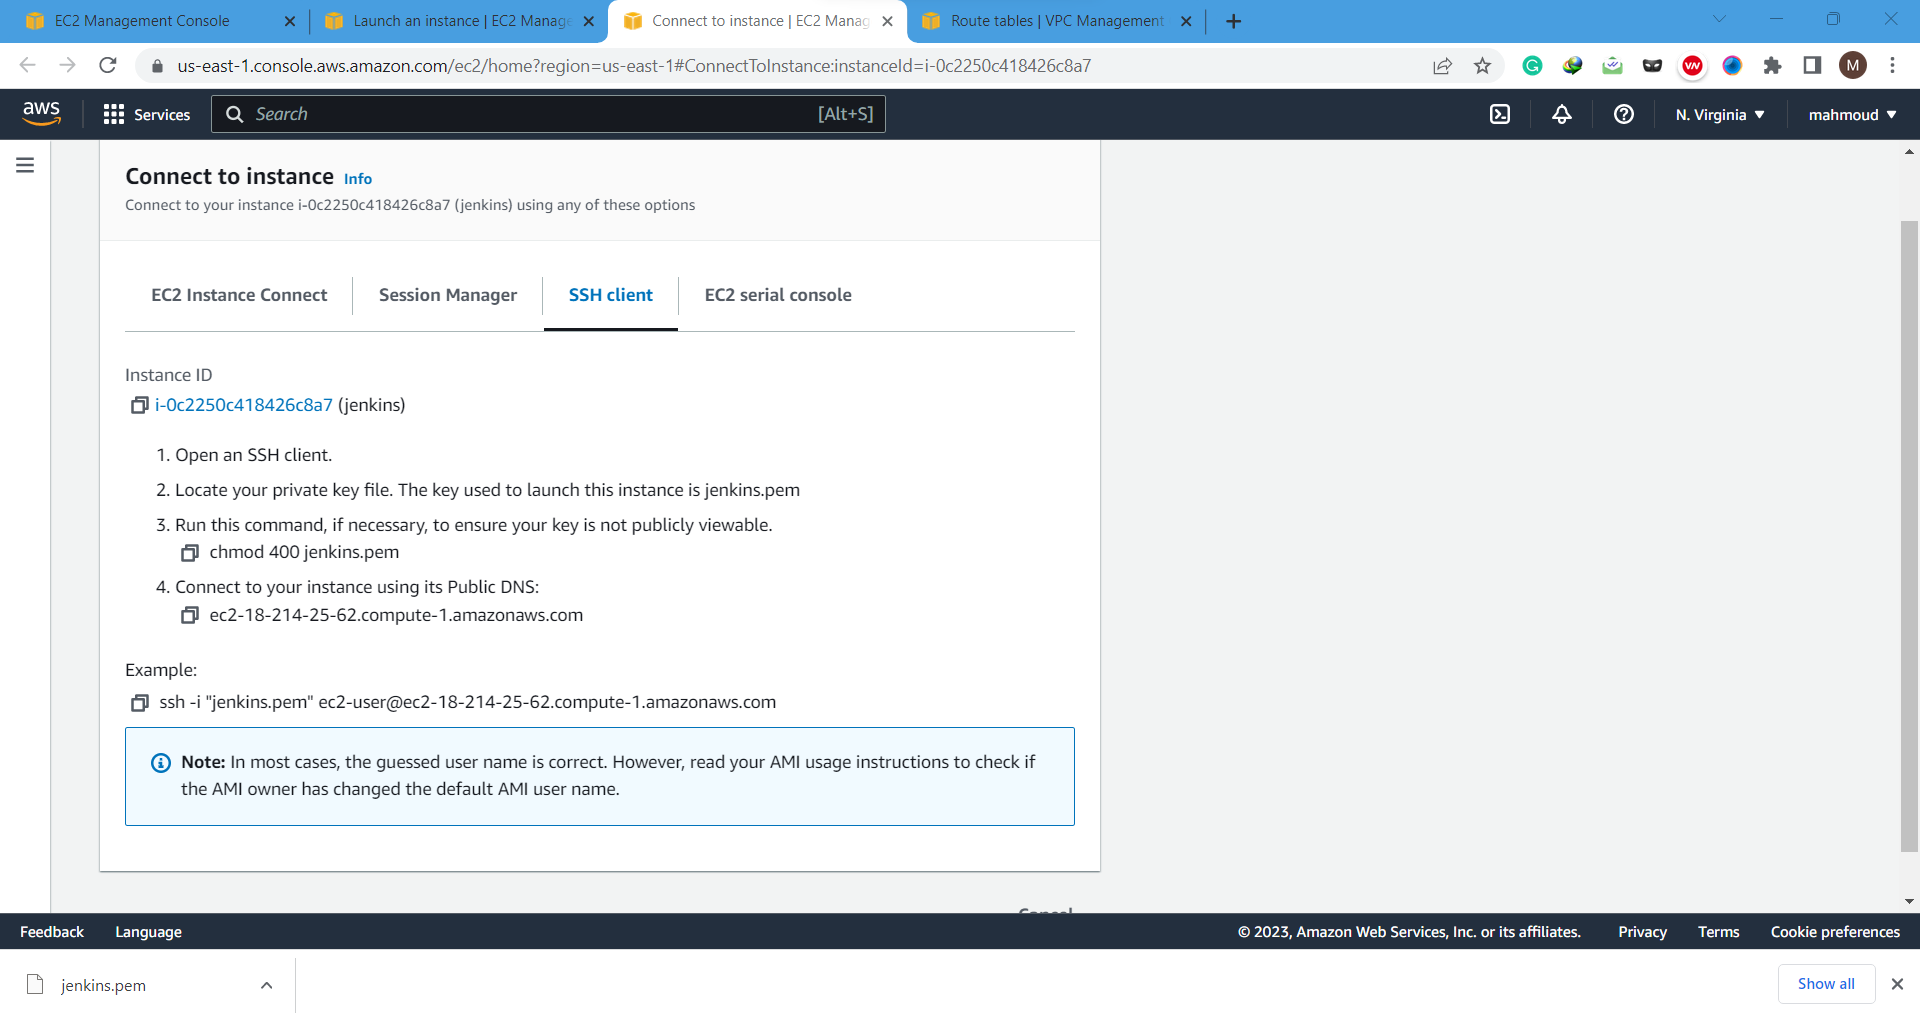 EC2 Management Console
Launch an instance | EC2 Manage
Connect to instance | EC2 Manag
Route tables | VPC Management
us-east-1.console.aws.amazon.com/ec2/home?region=us-east-1#ConnectToInstance:instanceId=i-0c2250c418426c8a7
M
aws
Services
Search
[Alt+S]
N. Virginia
mahmoud
Connect to instance Info
Connect to your instance i-0c2250c418426c8a7 (jenkins) using any of these options
EC2 Instance Connect
Session Manager
SSH client
EC2 serial console
Instance ID
i-0c2250c418426c8a7 (jenkins)
1. Open an SSH client.
2. Locate your private key file. The key used to launch this instance is jenkins.pem
3. Run this command, if necessary, to ensure your key is not publicly viewable.
chmod 400 jenkins.pem
4. Connect to your instance using its Public DNS:
ec2-18-214-25-62.compute-1.amazonaws.com
Example:
ssh -i "jenkins.pem" ec2-user@ec2-18-214-25-62.compute-1.amazonaws.com
Note: In most cases, the guessed user name is correct. However, read your AMI usage instructions to check if
the AMI owner has changed the default AMI user name.
Cancel
Feedback
Language
© 2023, Amazon Web Services, Inc. or its affiliates.
Privacy
Terms
Cookie preferences
jenkins.pem
Show all